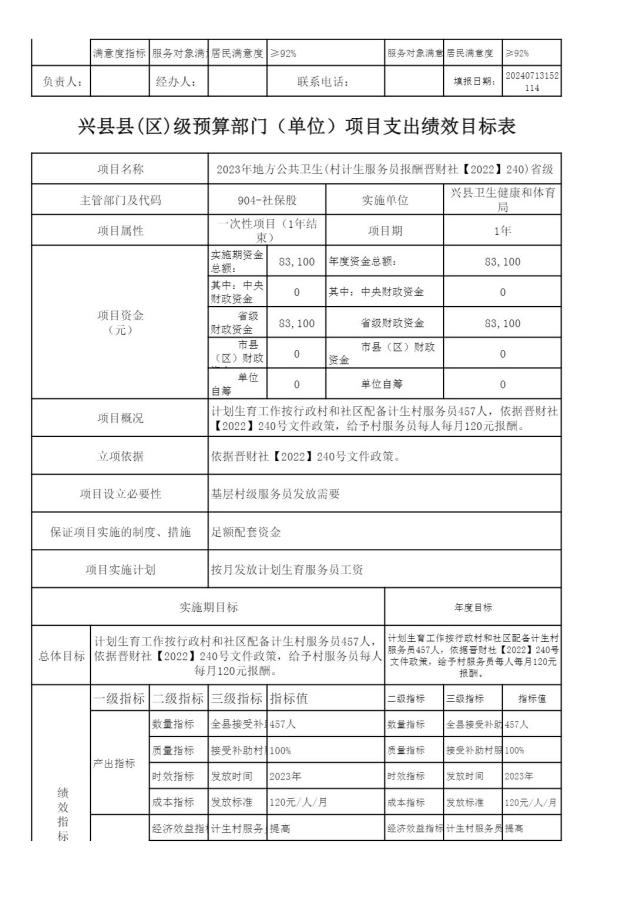 满意度指标 服务对象满意 居民满意度 ≥92% 服务对象满意 居民满意度 ≥92%
负责人： 经办人： 联系电话： 填报日期： 20240713152
114
兴县县(区)级预算部门（单位）项目支出绩效目标表
项目名称 2023年地方公共卫生(村计生服务员报酬晋财社【2022】240)省级
主管部门及代码 904-社保股 实施单位 兴县卫生健康和体育
局
项目属性 一次性项目（1年结
束） 项目期 1年
项目资金
（元）
实施期资金
总额： 83,100 年度资金总额： 83,100
其中：中央
财政资金 0 其中：中央财政资金 0
省级
财政资金 83,100 省级财政资金 83,100
市县
（区）财政 0 市县（区）财政
资金 0
单位
自筹 0 单位自筹 0
项目概况 计划生育工作按行政村和社区配备计生村服务员457人，依据晋财社
【2022】240号文件政策，给予村服务员每人每月120元报酬。
立项依据 依据晋财社【2022】240号文件政策。
项目设立必要性 基层村级服务员发放需要
保证项目实施的制度、措施 足额配套资金
项目实施计划 按月发放计划生育服务员工资
实施期目标 年度目标
总体目标
计划生育工作按行政村和社区配备计生村服务员457人，
依据晋财社【2022】240号文件政策，给予村服务员每人
每月120元报酬。
计划生育工作按行政村和社区配备计生村
服务员457人，依据晋财社【2022】240号
文件政策，给予村服务员每人每月120元
报酬。
绩
效
指
标
一级指标 二级指标 三级指标 指标值 二级指标 三级指标 指标值
产出指标
数量指标 全县接受补 457人 数量指标 全县接受补助 457人
质量指标 接受补助村 100% 质量指标 接受补助村服 100%
时效指标 发放时间 2023年 时效指标 发放时间 2023年
成本指标 发放标准 120元/人/月 成本指标 发放标准 120元/人/月
经济效益指 计生村服务 提高 经济效益指标 计生村服务员 提高